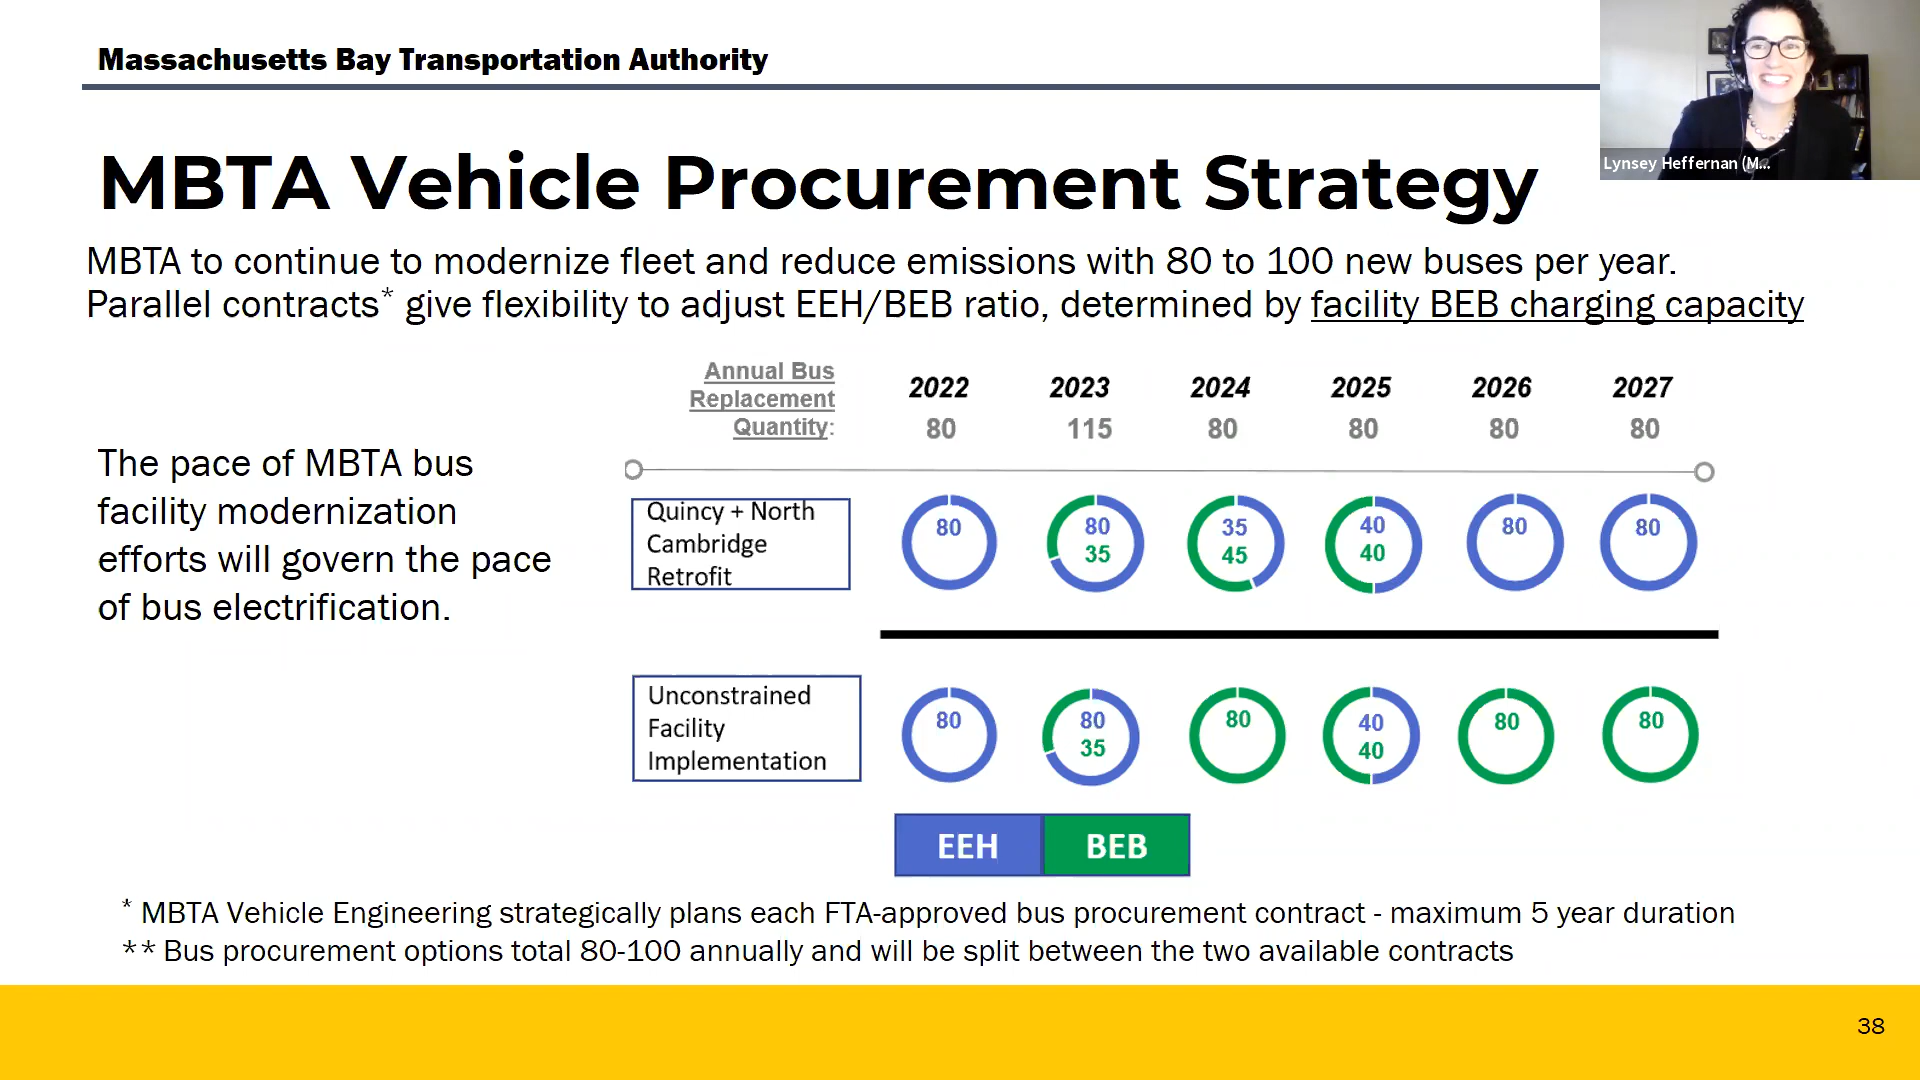 Massachusetts Bay Transportation Authority
Lynsey Heffernan (M...
MBTA Vehicle Procurement Strategy
MBTA to continue to modernize fleet and reduce emissions with 80 to 100 new buses per year.
Parallel contracts* give flexibility to adjust EEH/BEB ratio, determined by facility BEB charging capacity
The pace of MBTA bus
facility modernization
efforts will govern the pace
of bus electrification.
Annual Bus
Replacement
Quantity:
2022 2023 2024 2025 2026 2027
80 115 80 80 80 80
Quincy + North
Cambridge
Retrofit
80 80 35 40 80 80
35 45 40
Unconstrained
Facility
Implementation
80 80 80 40 80 80
35 40
EEH BEB
* MBTA Vehicle Engineering strategically plans each FTA-approved bus procurement contract - maximum 5 year duration
** Bus procurement options total 80-100 annually and will be split between the two available contracts
38